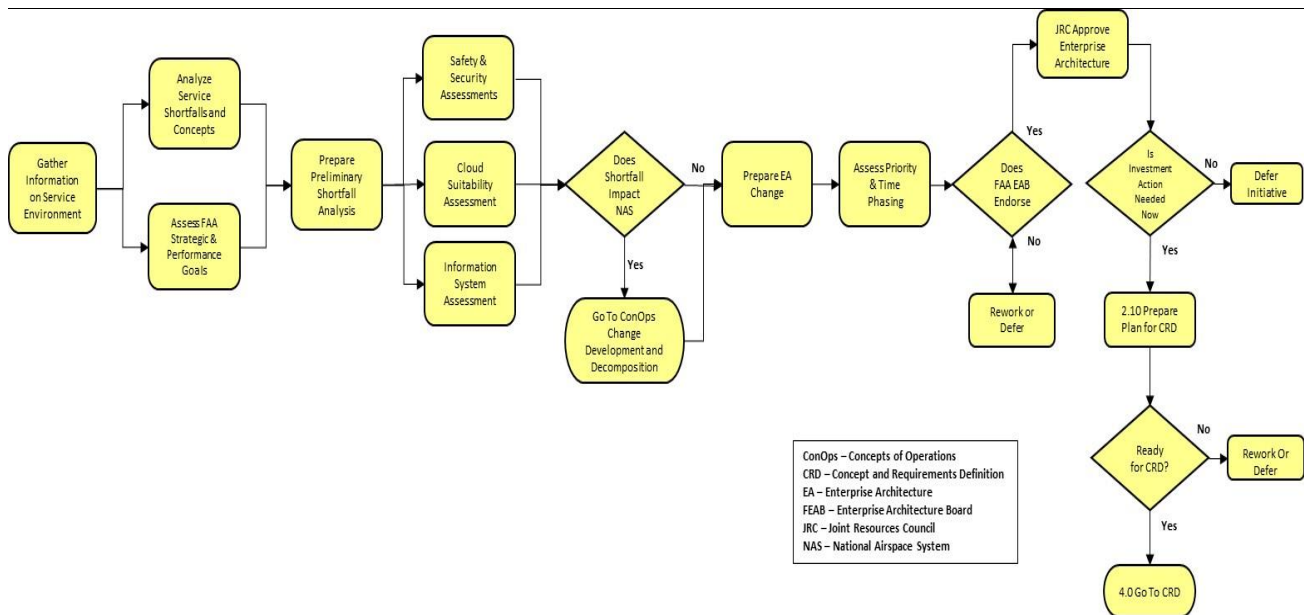 Gather
Information
on Service
Environment
Analyze
Service
Shortfalls and
Concepts
Assess FAA
Strategic &
Performance
Goals
Prepare
Preliminary
Shortfall
Analysis
Safety &
Security
Assessments
Cloud
Suitability
Assessment
Information
System
Assessment
Does
Shortfall
Impact
NAS
No
Yes
Go To ConOps
Change
Development and
Decomposition
Prepare EA
Change
Assess Priority
& Time
Phasing
Does
FAA EAB
Endorse
Yes
No
Rework or
Defer
JRC Approve
Enterprise
Architecture
Is
Investment
Action
Needed
Now
No
Defer
Initiative
Yes
2.10 Prepare
Plan for CRD
Ready
for CRD?
No
Rework Or
Defer
Yes
4.0 Go To CRD
ConOps – Concepts of Operations
CRD – Concept and Requirements Definition
EA – Enterprise Architecture
FEAB – Enterprise Architecture Board
JRC – Joint Resources Council
NAS – National Airspace System